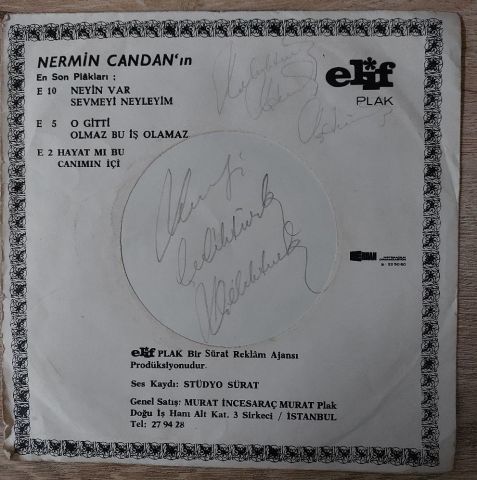 NERMİN CANDAN'ın
En Son Plâkları ;
E 10 NEYİN VAR
SEVMEYİ NEYLEYİM
E 5 O GİTTİ
OLMAZ BU İŞ OLAMAZ
E 2 HAYAT MI BU
CANIMIN İÇİ
elif
PLAK
elif PLAK Bir Sürat Reklâm Ajansı
Prodüksiyonudur.
Ses Kaydı: STÜDYO SÜRAT
Genel Satış: MURAT İNCESARAÇ MURAT Plak
Doğu İş Hanı Alt Kat. 3 Sirkeci / İSTANBUL
Tel: 27 94 28